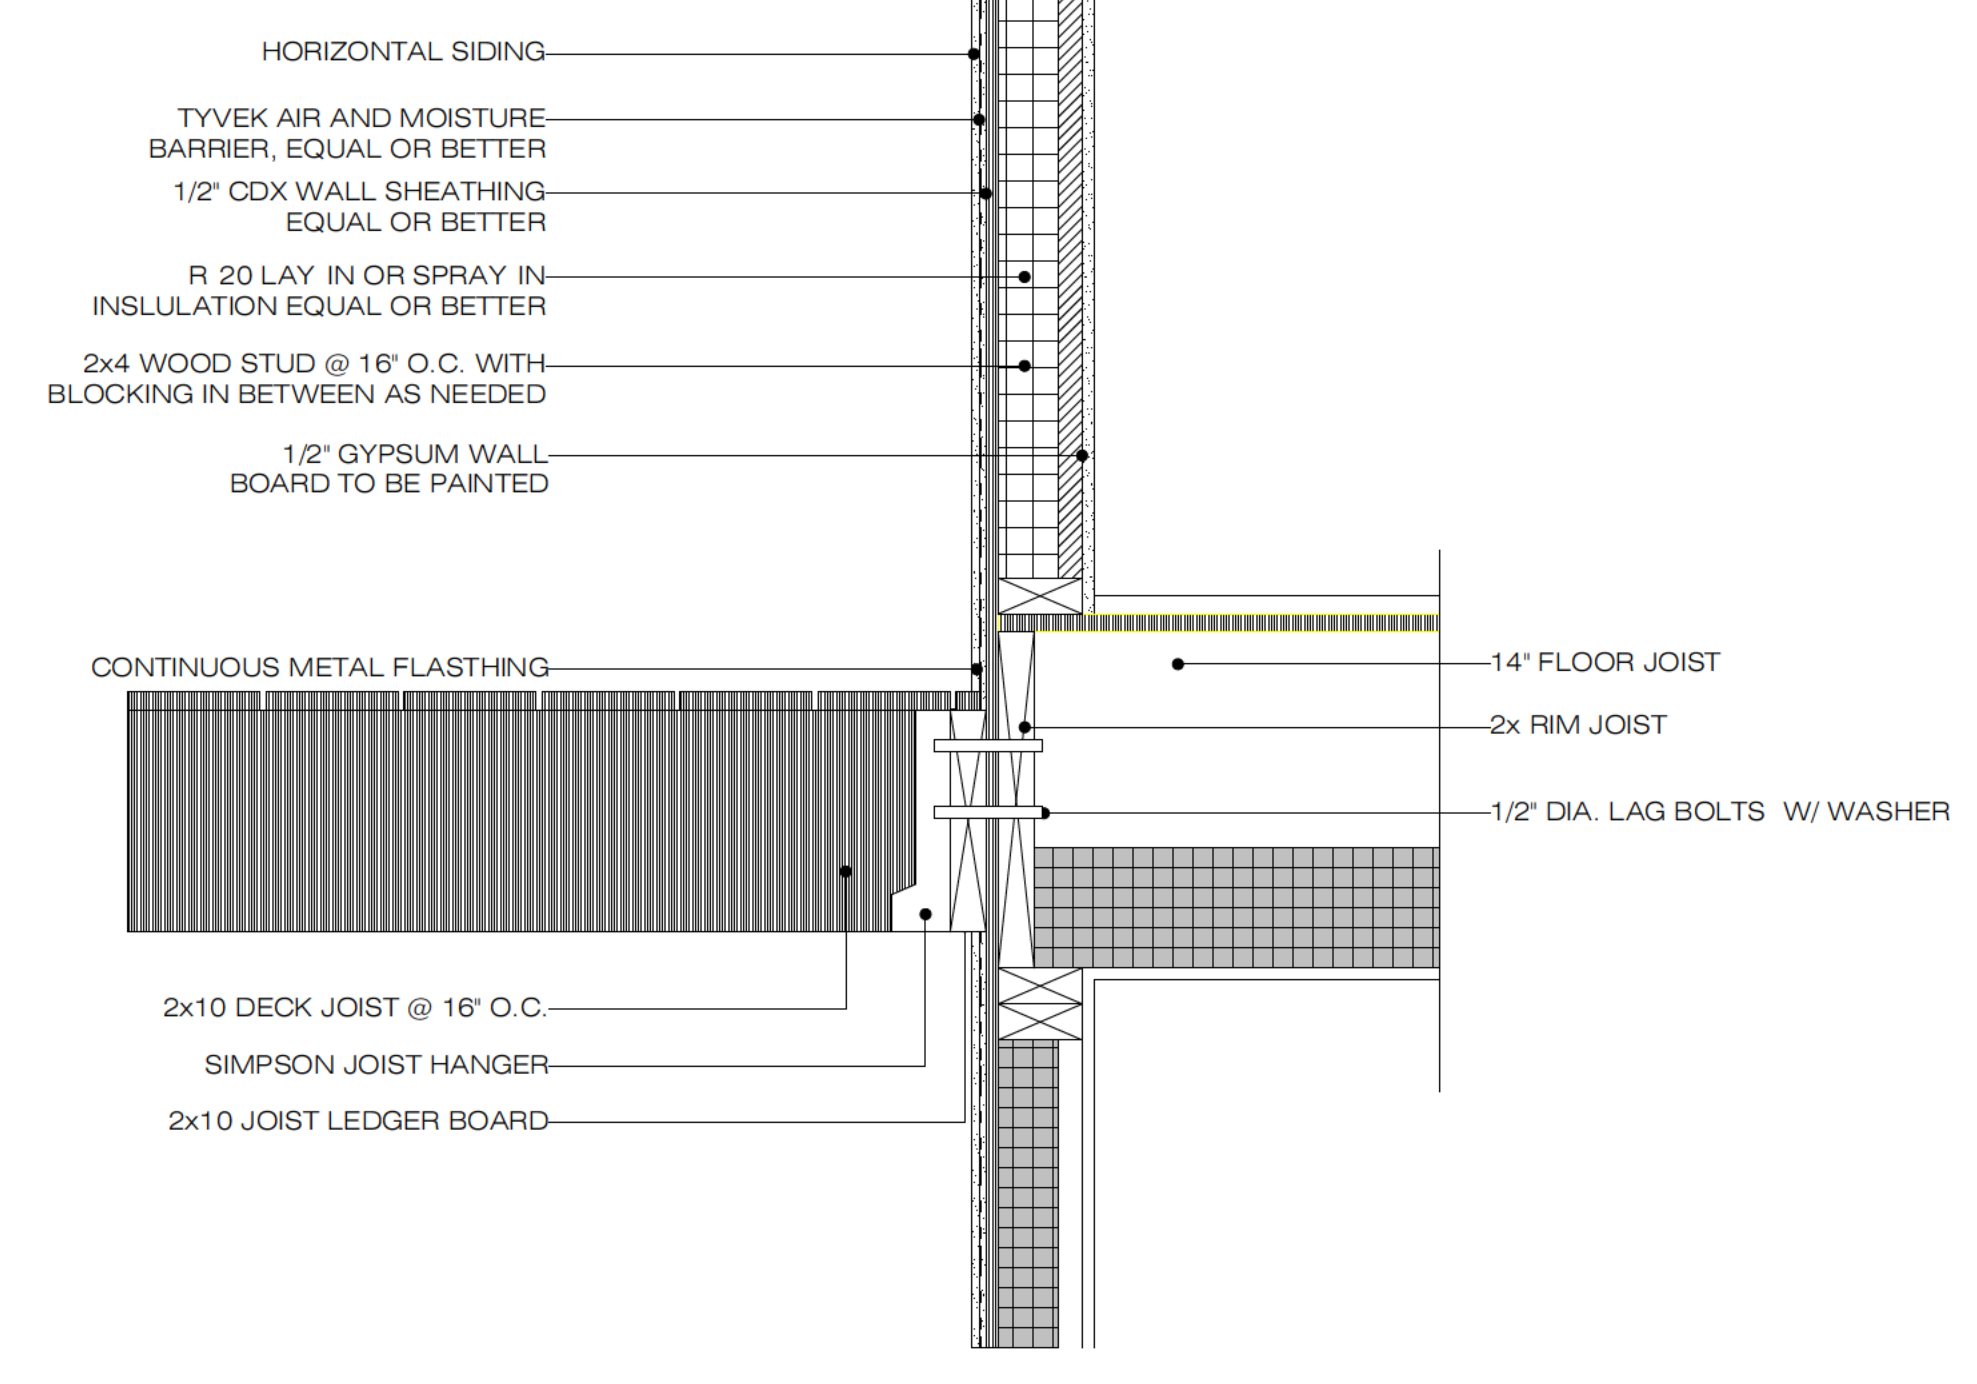 HORIZONTAL SIDING
TYVEK AIR AND MOISTURE
BARRIER, EQUAL OR BETTER
1/2" CDX WALL SHEATHING
EQUAL OR BETTER
R 20 LAY IN OR SPRAY IN
INSLULATION EQUAL OR BETTER
2x4 WOOD STUD @ 16" O.C. WITH
BLOCKING IN BETWEEN AS NEEDED
1/2" GYPSUM WALL
BOARD TO BE PAINTED
CONTINUOUS METAL FLASTHING
2x10 DECK JOIST @ 16" O.C.
SIMPSON JOIST HANGER
2x10 JOIST LEDGER BOARD
14" FLOOR JOIST
2x RIM JOIST
1/2" DIA. LAG BOLTS W/ WASHER